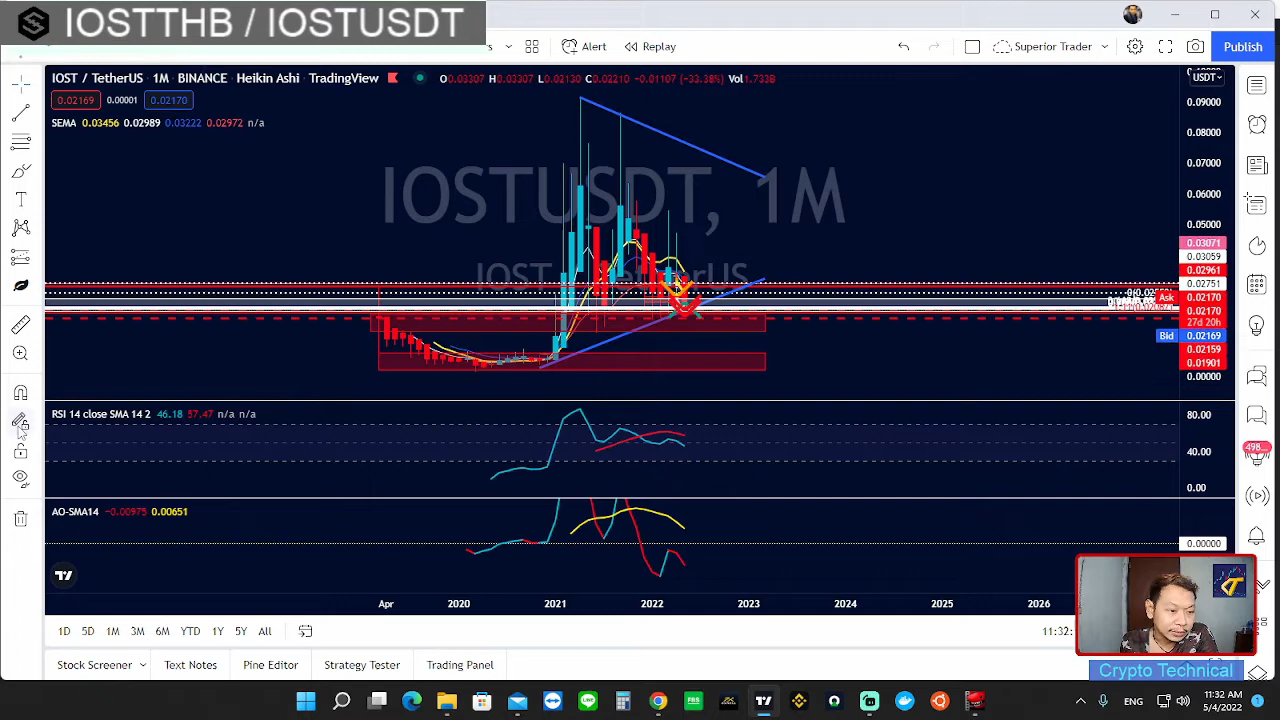 IOSTTHB / IOSTUSDT
Alert
Replay
Superior Trader
Publish
IOST / TetherUS 1M BINANCE Heikin Ashi TradingView
O0.03307 H0.03307 L0.02130 C0.02210 -0.01107 (-33.38%) Vol1.733B
USDT
0.02169 0.00001 0.02170
SEMA 0.03456 0.02989 0.03222 0.02972 n/a
IOSTUSDT, 1M
IOST / TetherUS
0.09000
0.08000
0.07000
0.06000
0.05000
0.03071
0.03059
0.02961
0.02751
Ask 0.02170
0.02170
27d 20h
Bid 0.02169
0.02159
0.01901
0.00000
RSI 14 close SMA 14 2 46.18 57.47 n/a n/a
80.00
40.00
0.00
AO-SMA14 -0.00975 0.00651
0.00000
Apr 2020 2021 2022 2023 2024 2025 2026
1D 5D 1M 3M 6M YTD 1Y 5Y All
11:32:
Stock Screener Text Notes Pine Editor Strategy Tester Trading Panel
Crypto Technical
ENG
11:32 AM
5/4/2022